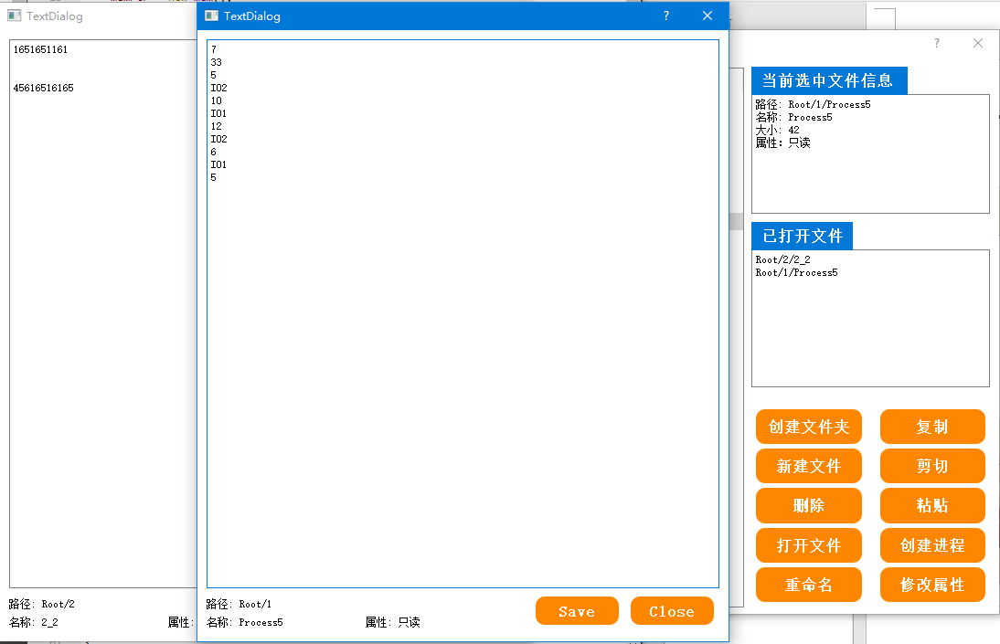 TextDialog
1651651161
45616516165
路径: Root/2
名称: 2_2
属性:
TextDialog
7
33
5
IO2
10
IO1
12
IO2
6
IO1
5
路径: Root/1
名称: Process5
属性: 只读
Save
Close
当前选中文件信息
路径: Root/1/Process5
名称: Process5
大小: 42
属性: 只读
已打开文件
Root/2/2_2
Root/1/Process5
创建文件夹
复制
新建文件
剪切
删除
粘贴
打开文件
创建进程
重命名
修改属性